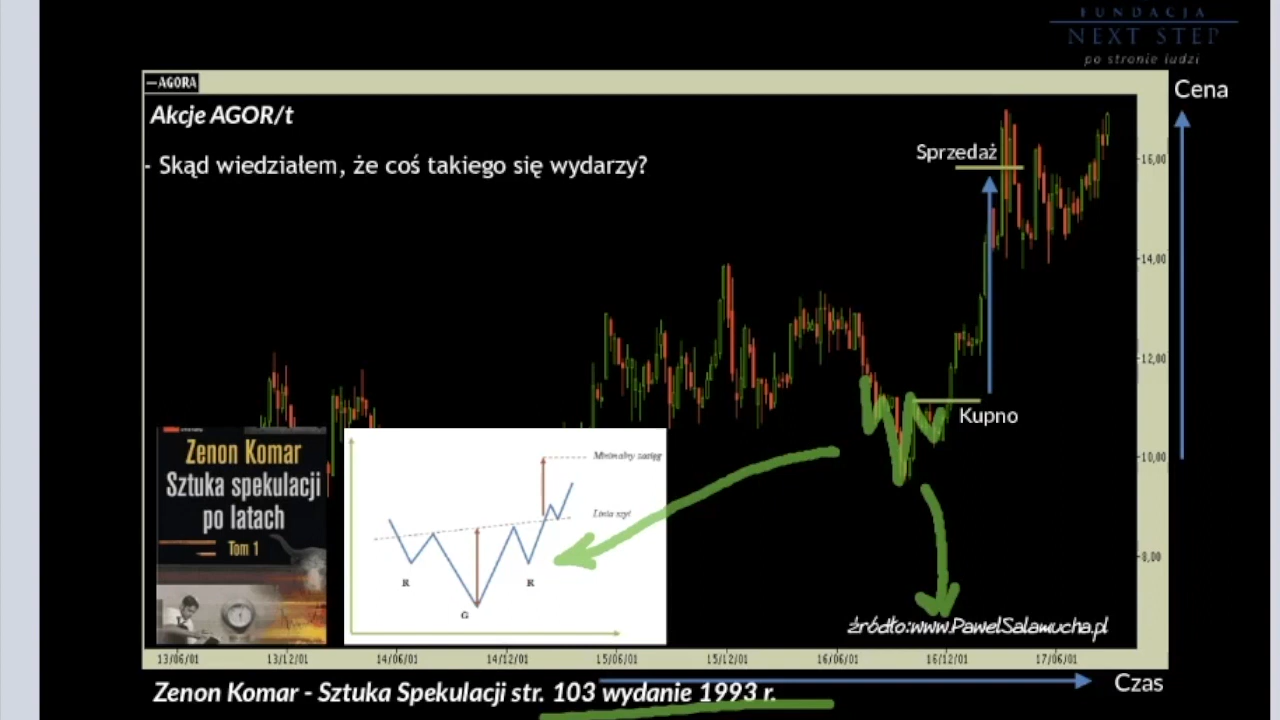 FUNDACJA
NEXT STEP
po stronie ludzi
AGORA
Cena
Akcje AGOR/t
- Skąd wiedziałem, że coś takiego się wydarzy?
Sprzedaż
16,00
14,00
12,00
Kupno
10,00
8,00
Zenon Komar
Sztuka spekulacji
po latach
Tom 1
Minimalny zasięg
Linia szyi
R
R
G
źródło:www.PawelSalamucha.pl
13/06/01 13/12/01 14/06/01 14/12/01 15/06/01 15/12/01 16/06/01 16/12/01 17/06/01
Zenon Komar - Sztuka Spekulacji str. 103 wydanie 1993 r.
Czas